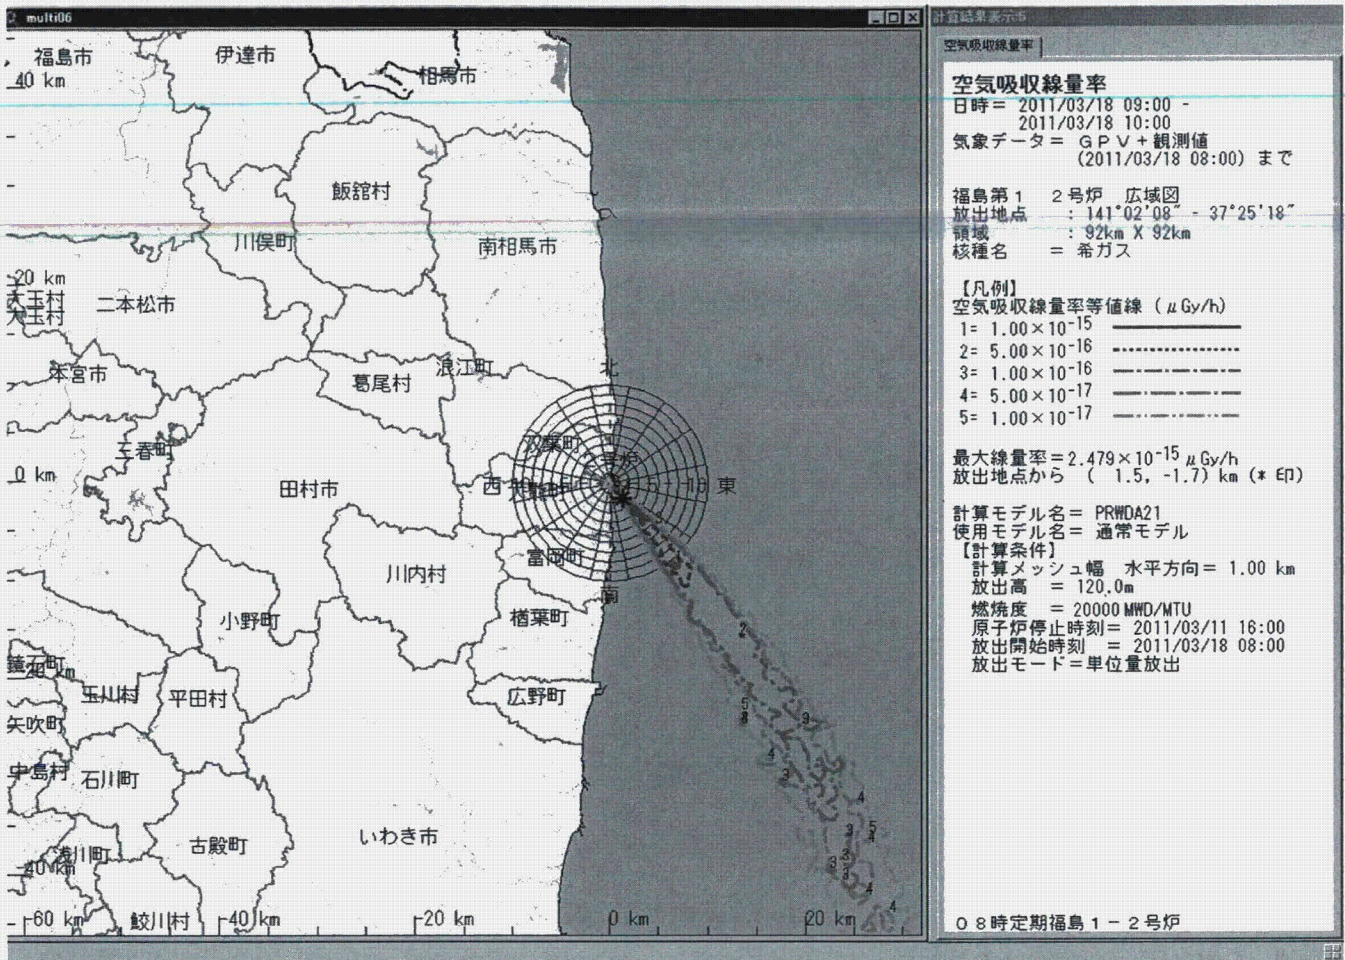 multi06
福島市
伊達市
相馬市
40 km
飯舘村
川俣町
南相馬市
20 km
大玉村
大玉村
二本松市
本宮市
浪江町
葛尾村
北
三春町
双葉町
0 km
田村市
西
東
富岡町
川内村
南
小野町
楢葉町
鏡石町
玉川村
平田村
広野町
矢吹町
中島村
石川町
古殿町
いわき市
浅川町
-40 km
鮫川村
-60 km
-40 km
-20 km
0 km
20 km
計算結果表示
空気吸収線量率
空気吸収線量率
日時= 2011/03/18 09:00 -
2011/03/18 10:00
気象データ= GPV+観測値
(2011/03/18 08:00) まで
福島第1 2号炉 広域図
放出地点 : 141°02'08" - 37°25'18"
領域 : 92km X 92km
核種名 = 希ガス
【凡例】
空気吸収線量率等値線 (μGy/h)
1= 1.00×10-15
2= 5.00×10-16
3= 1.00×10-16
4= 5.00×10-17
5= 1.00×10-17
最大線量率=2.479×10-15 μGy/h
放出地点から ( 1.5, -1.7) km (* 印)
計算モデル名= PRWDA21
使用モデル名= 通常モデル
【計算条件】
計算メッシュ幅 水平方向= 1.00 km
放出高 = 120.0m
燃焼度 = 20000 MWD/MTU
原子炉停止時刻= 2011/03/11 16:00
放出開始時刻 = 2011/03/18 08:00
放出モード=単位量放出
08時定期福島1-2号炉